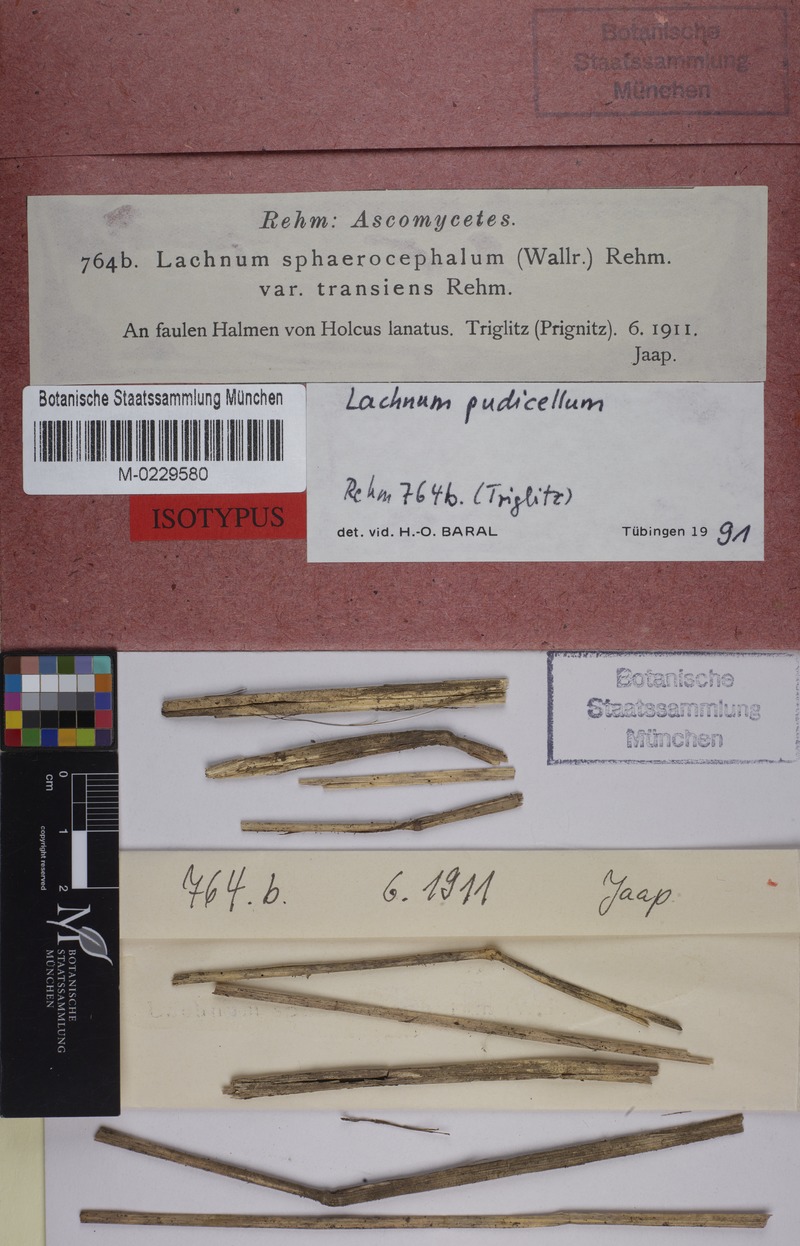 Botanische
Staatssammlung
München
Rehm: Ascomycetes.
764b. Lachnum sphaerocephalum (Wallr.) Rehm.
var. transiens Rehm.
An faulen Halmen von Holcus lanatus. Triglitz (Prignitz). 6. 1911.
Jaap.
Botanische Staatssammlung München
M-0229580
ISOTYPUS
Lachnum pudicellum
Rehm 764b. (Triglitz)
det. vid. H.-O. BARAL
Tübingen 19 91
Botanische
Staatssammlung
München
0
1
2
cm
copyright reserved
764.b. 6.1911 Jaap.
M
BOTANISCHE
STAATSSAMMLUNG
MÜNCHEN